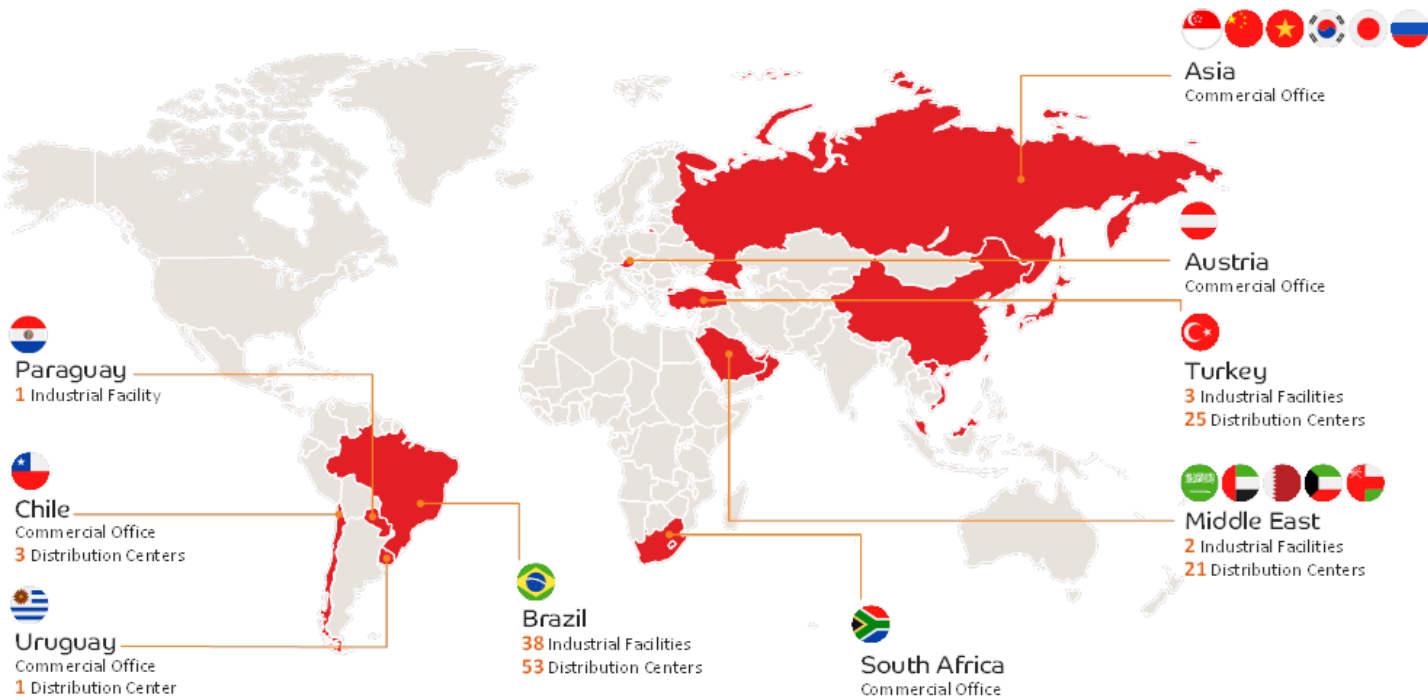 Asia
Commercial Office
Austria
Commercial Office
Turkey
3 Industrial Facilities
25 Distribution Centers
Middle East
2 Industrial Facilities
21 Distribution Centers
Paraguay
1 Industrial Facility
Chile
Commercial Office
3 Distribution Centers
Uruguay
Commercial Office
1 Distribution Center
Brazil
38 Industrial Facilities
53 Distribution Centers
South Africa
Commercial Office